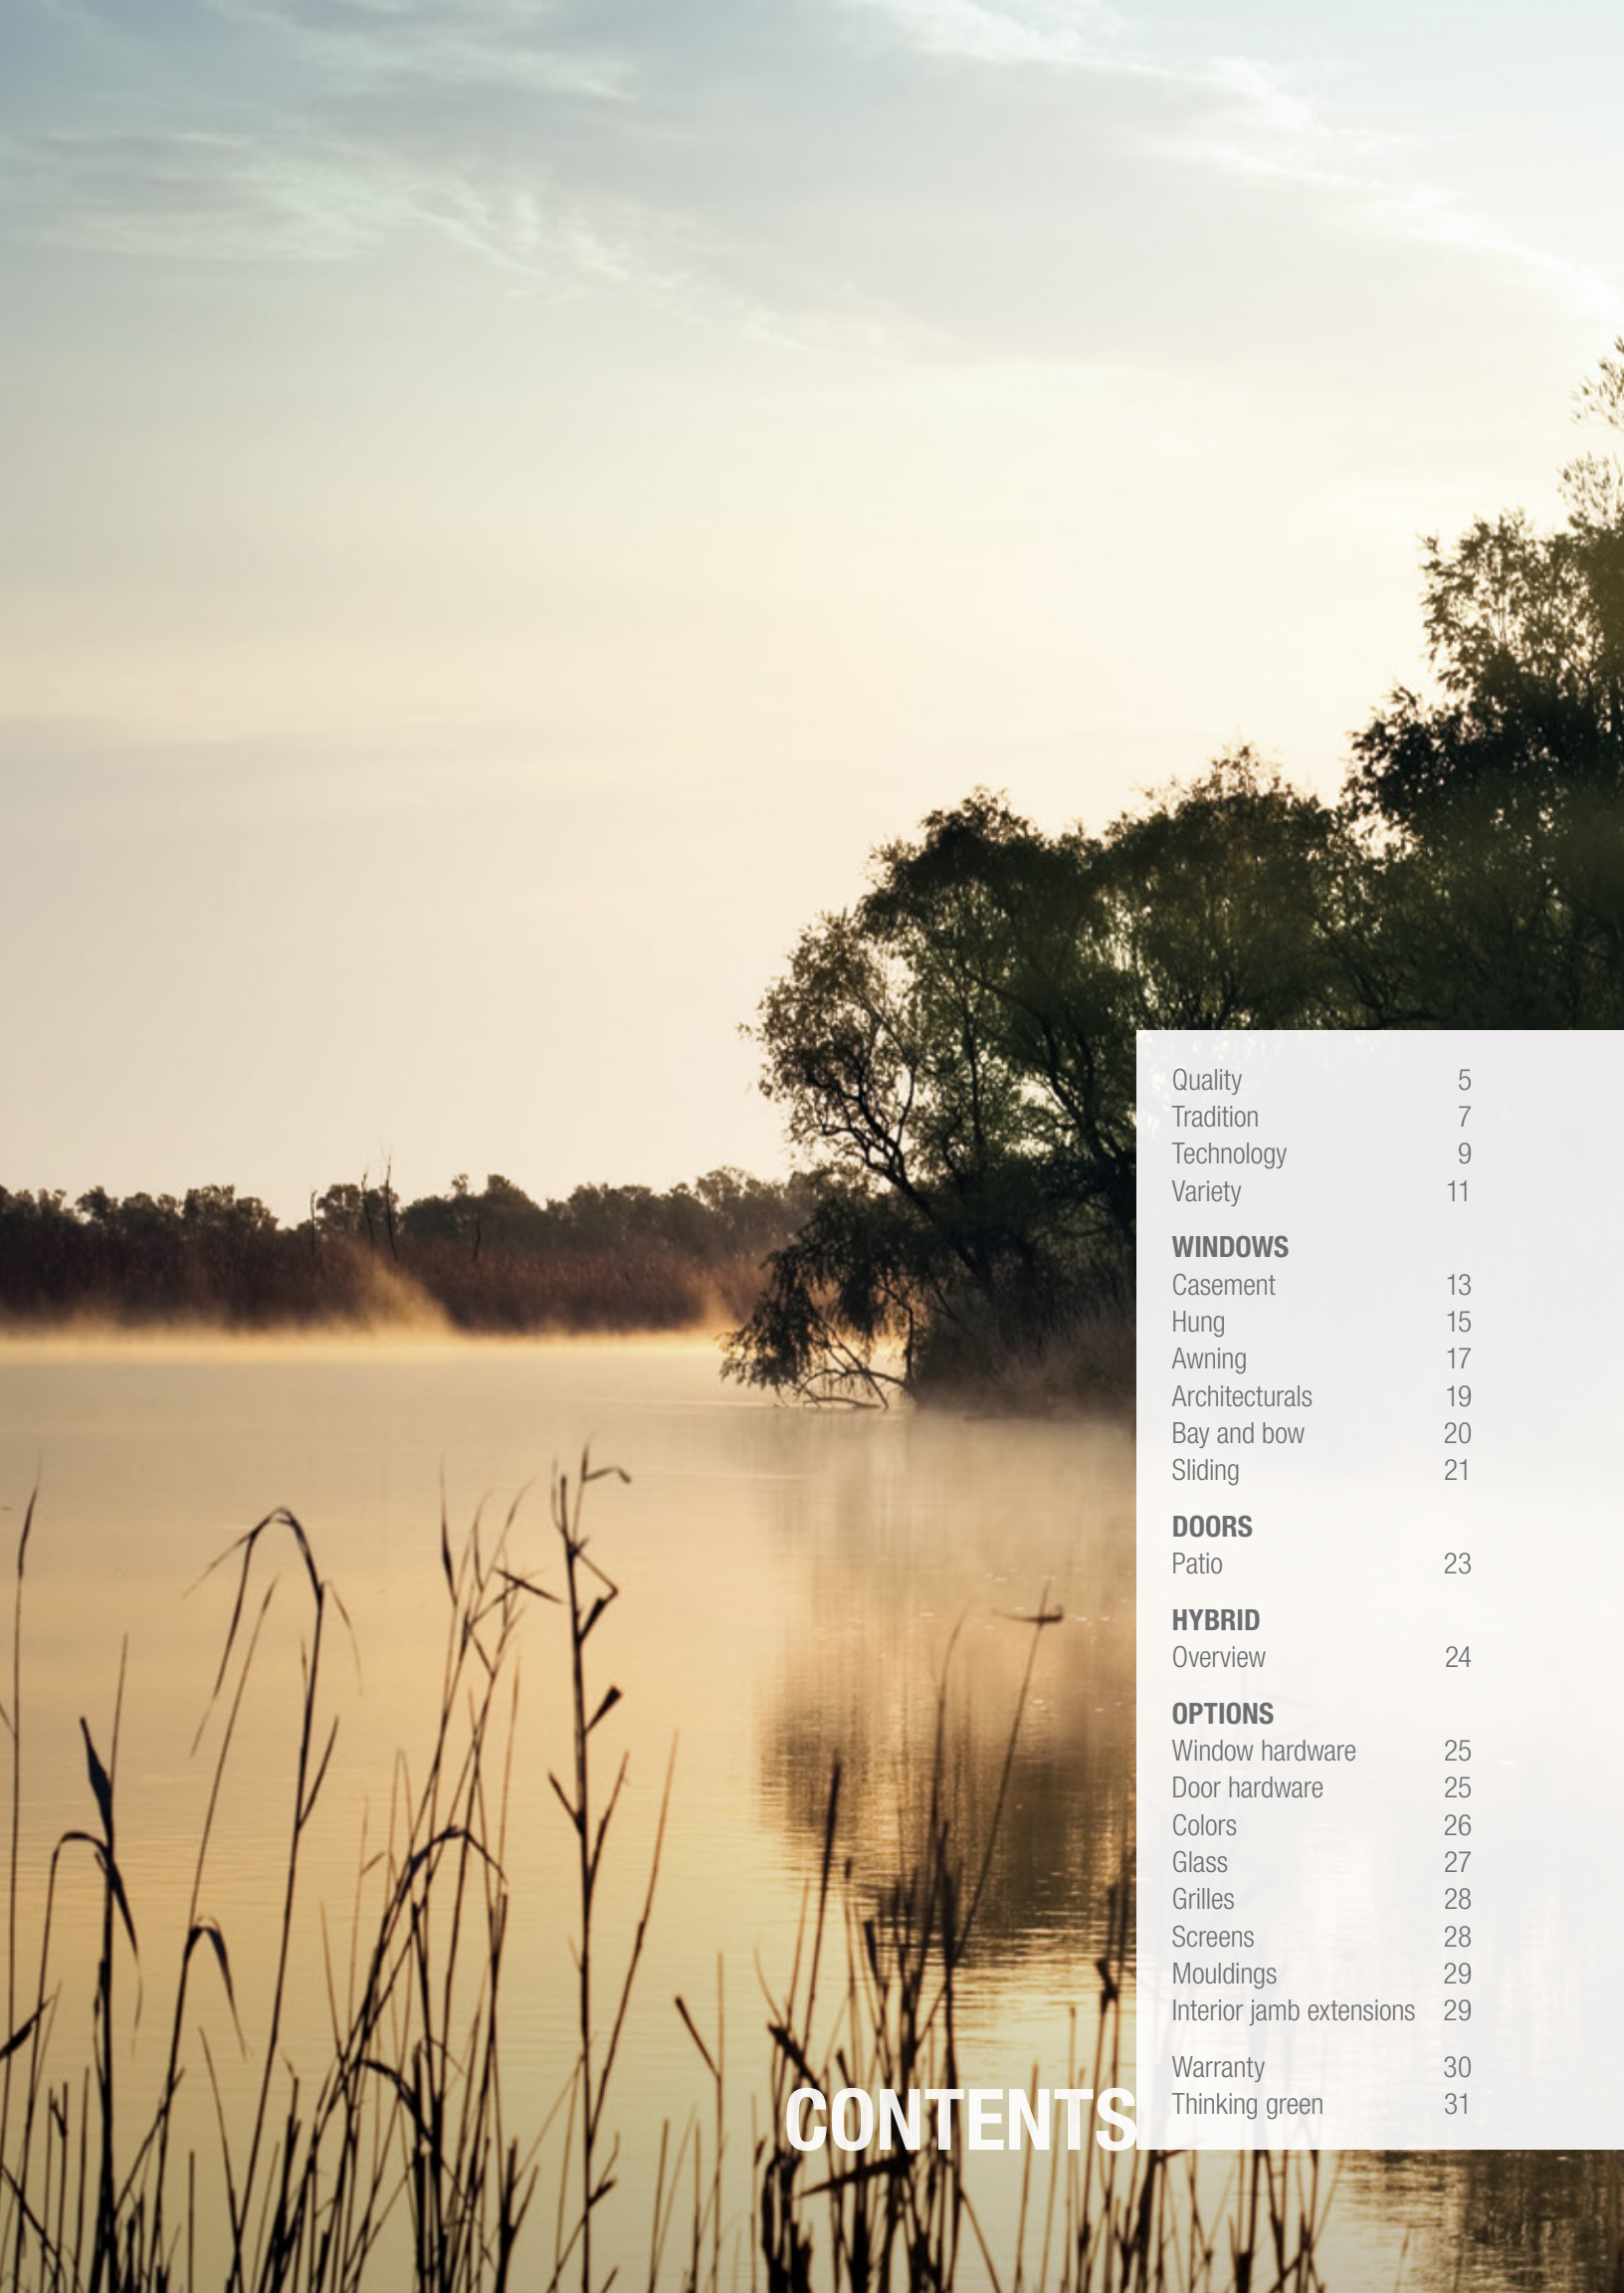 Quality 5
Tradition 7
Technology 9
Variety 11
WINDOWS
Casement 13
Hung 15
Awning 17
Architecturals 19
Bay and bow 20
Sliding 21
DOORS
Patio 23
HYBRID
Overview 24
OPTIONS
Window hardware 25
Door hardware 25
Colors 26
Glass 27
Grilles 28
Screens 28
Mouldings 29
Interior jamb extensions 29
Warranty 30
Thinking green 31
CONTENTS